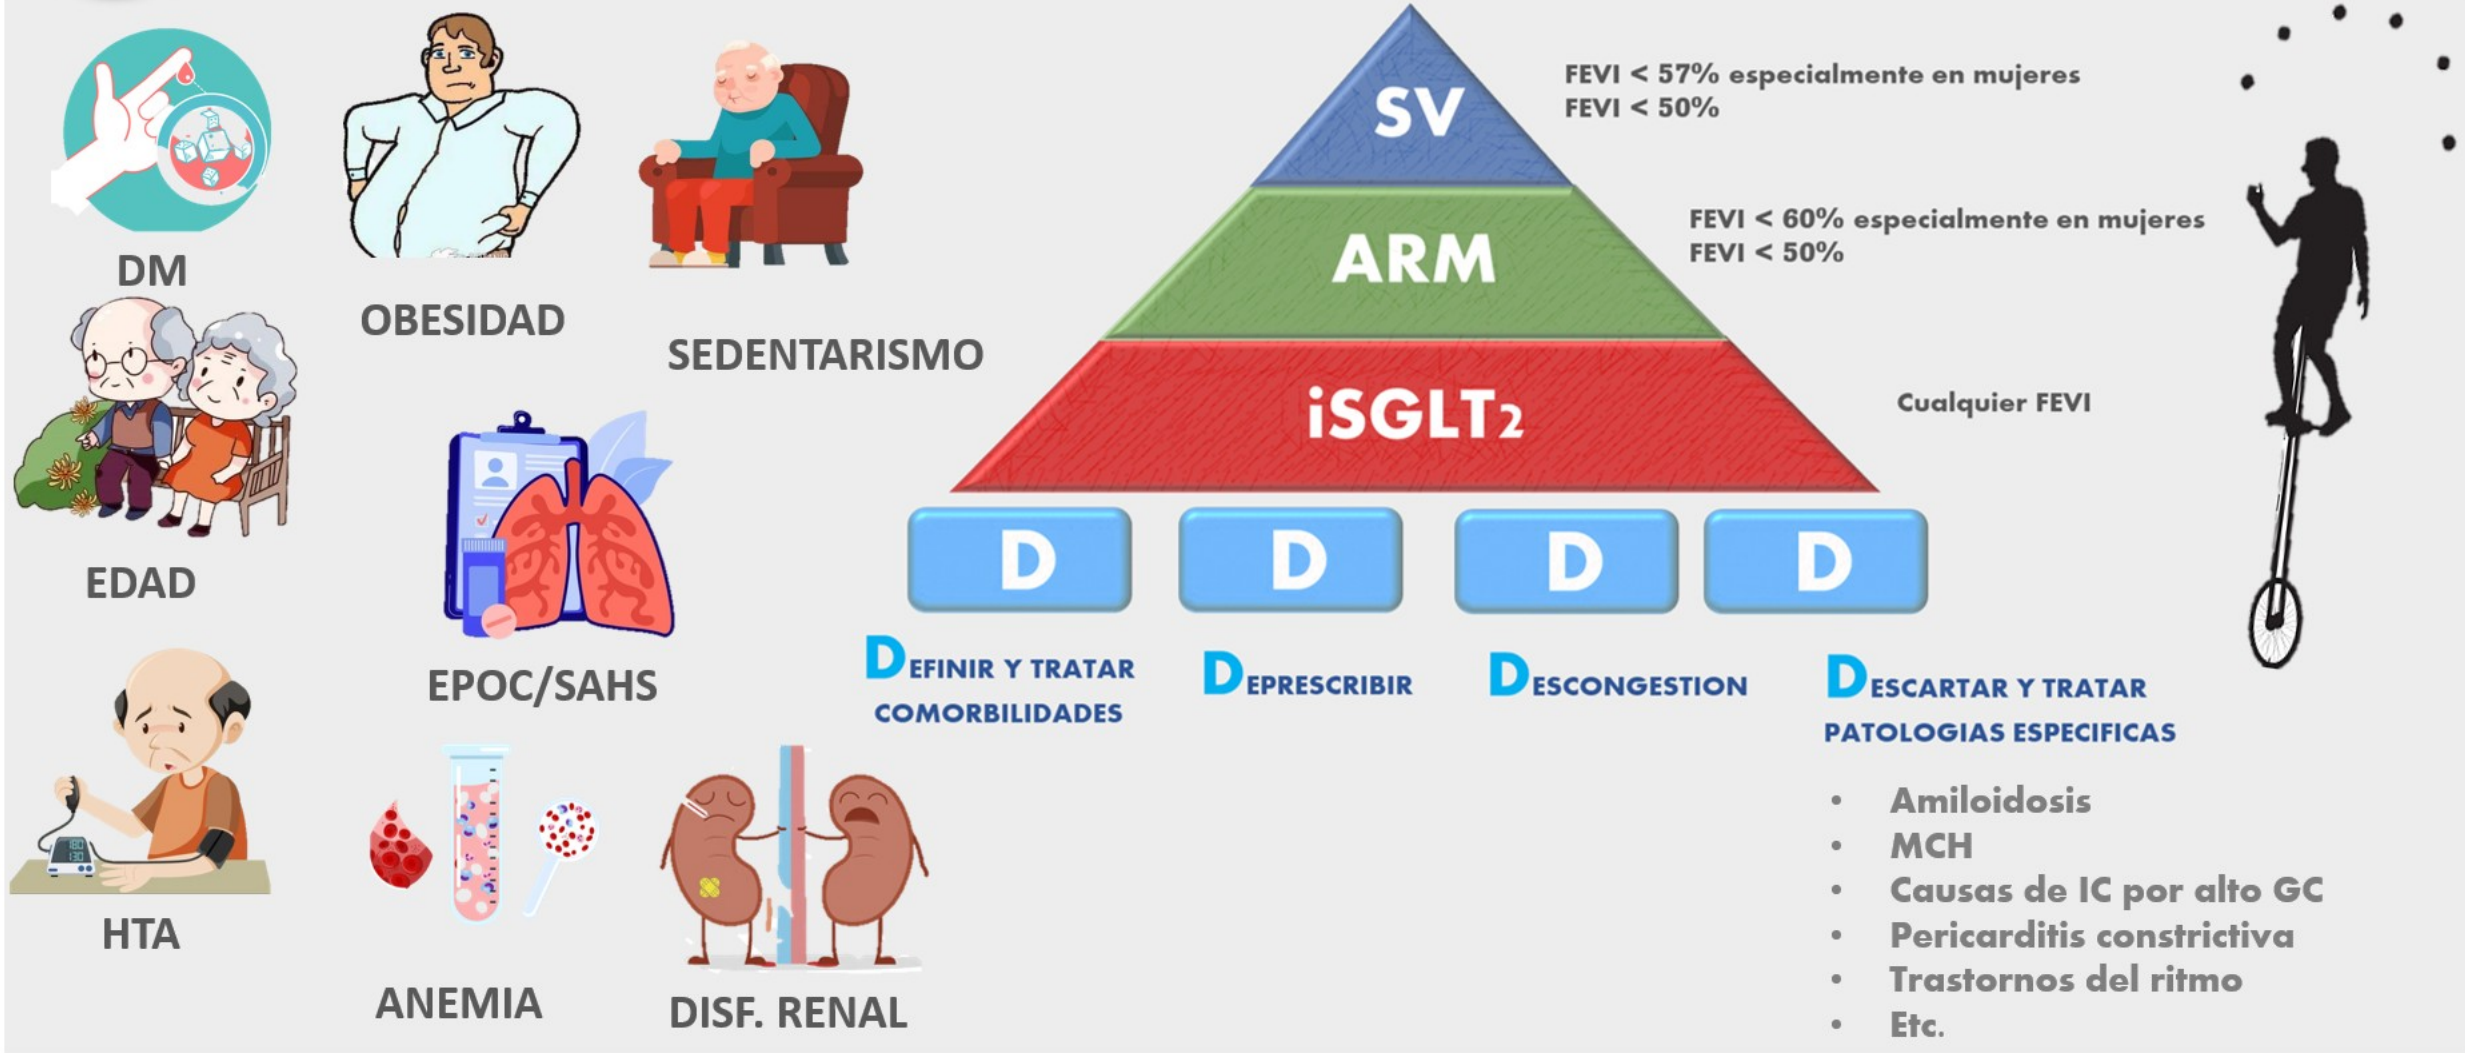 DM
OBESIDAD
SEDENTARISMO
EDAD
EPOC/SAHS
HTA
ANEMIA
DISF. RENAL
SV
FEVI < 57% especialmente en mujeres
FEVI < 50%
ARM
FEVI < 60% especialmente en mujeres
FEVI < 50%
iSGLT2
Cualquier FEVI
D
D
D
D
DEFINIR Y TRATAR
COMORBILIDADES
DEPRESCRIBIR
DESCONGESTION
DESCARTAR Y TRATAR
PATOLOGIAS ESPECIFICAS
• Amiloidosis
• MCH
• Causas de IC por alto GC
• Pericarditis constrictiva
• Trastornos del ritmo
• Etc.
180
130